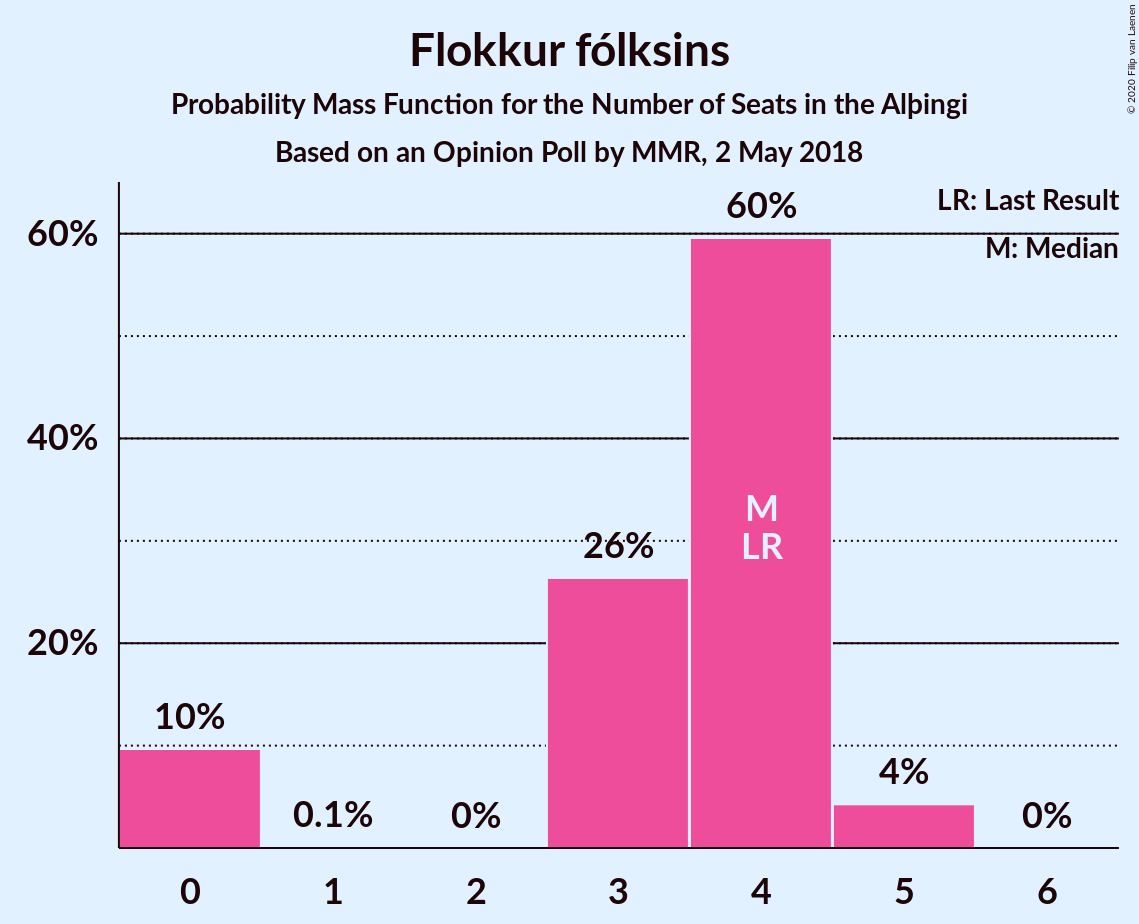 Flokkur fólksins
Probability Mass Function for the Number of Seats in the Alþingi
Based on an Opinion Poll by MMR, 2 May 2018
© 2020 Filip van Laenen
LR: Last Result
M: Median
60%
40%
20%
10%
0.1%
0%
26%
60%
M
LR
4%
0%
0 1 2 3 4 5 6